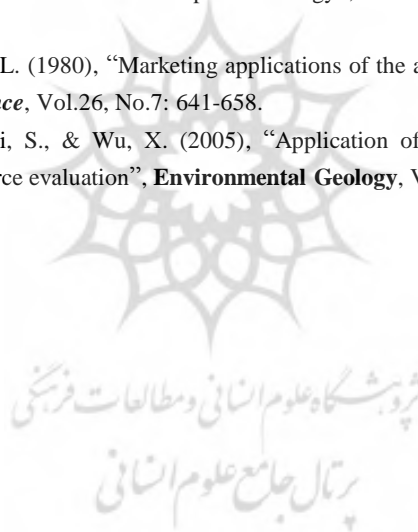 L. (1980), “Marketing applications of the a
nce, Vol.26, No.7: 641-658.
i, S., & Wu, X. (2005), “Application of
rce evaluation”, Environmental Geology, V
پژوهشگاه علوم انسانی و مطالعات فرهنگی
پرتال جامع علوم انسانی